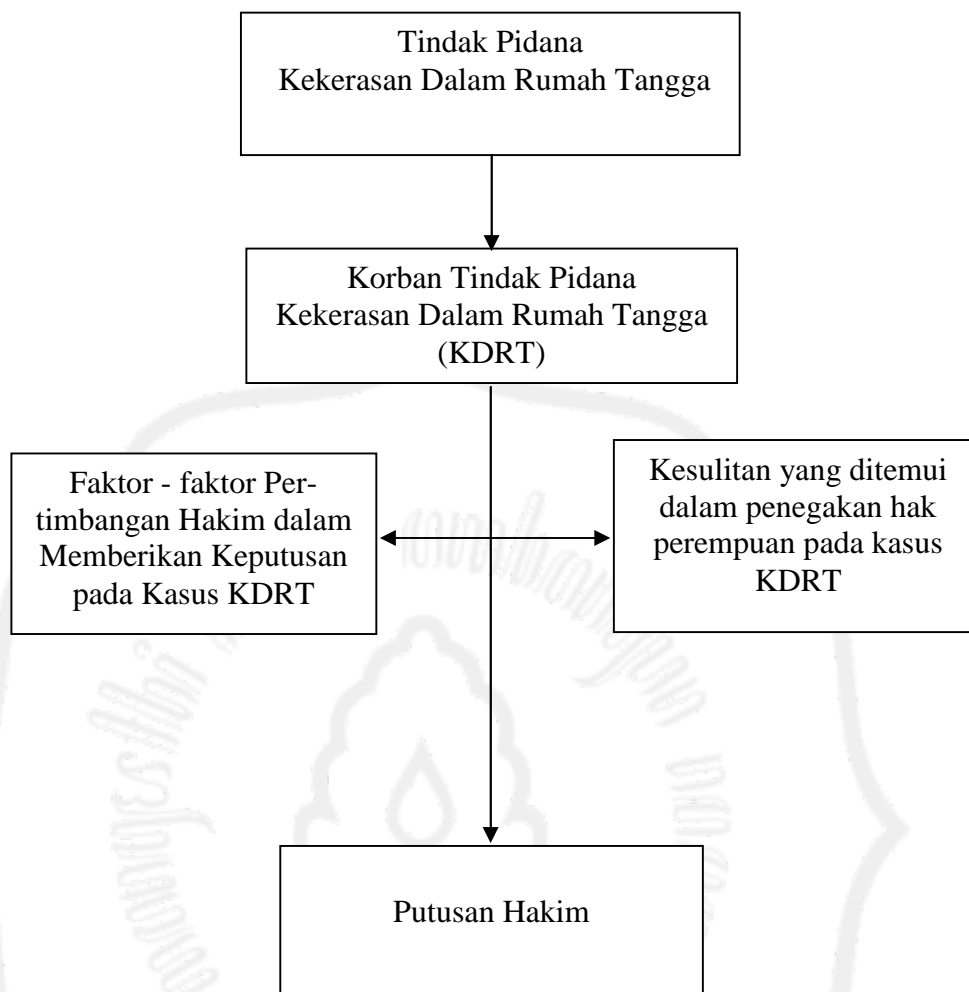 Tindak Pidana
Kekerasan Dalam Rumah Tangga
Korban Tindak Pidana
Kekerasan Dalam Rumah Tangga
(KDRT)
Faktor - faktor Per-
timbangan Hakim dalam
Memberikan Keputusan
pada Kasus KDRT
Kesulitan yang ditemui
dalam penegakan hak
perempuan pada kasus
KDRT
Putusan Hakim